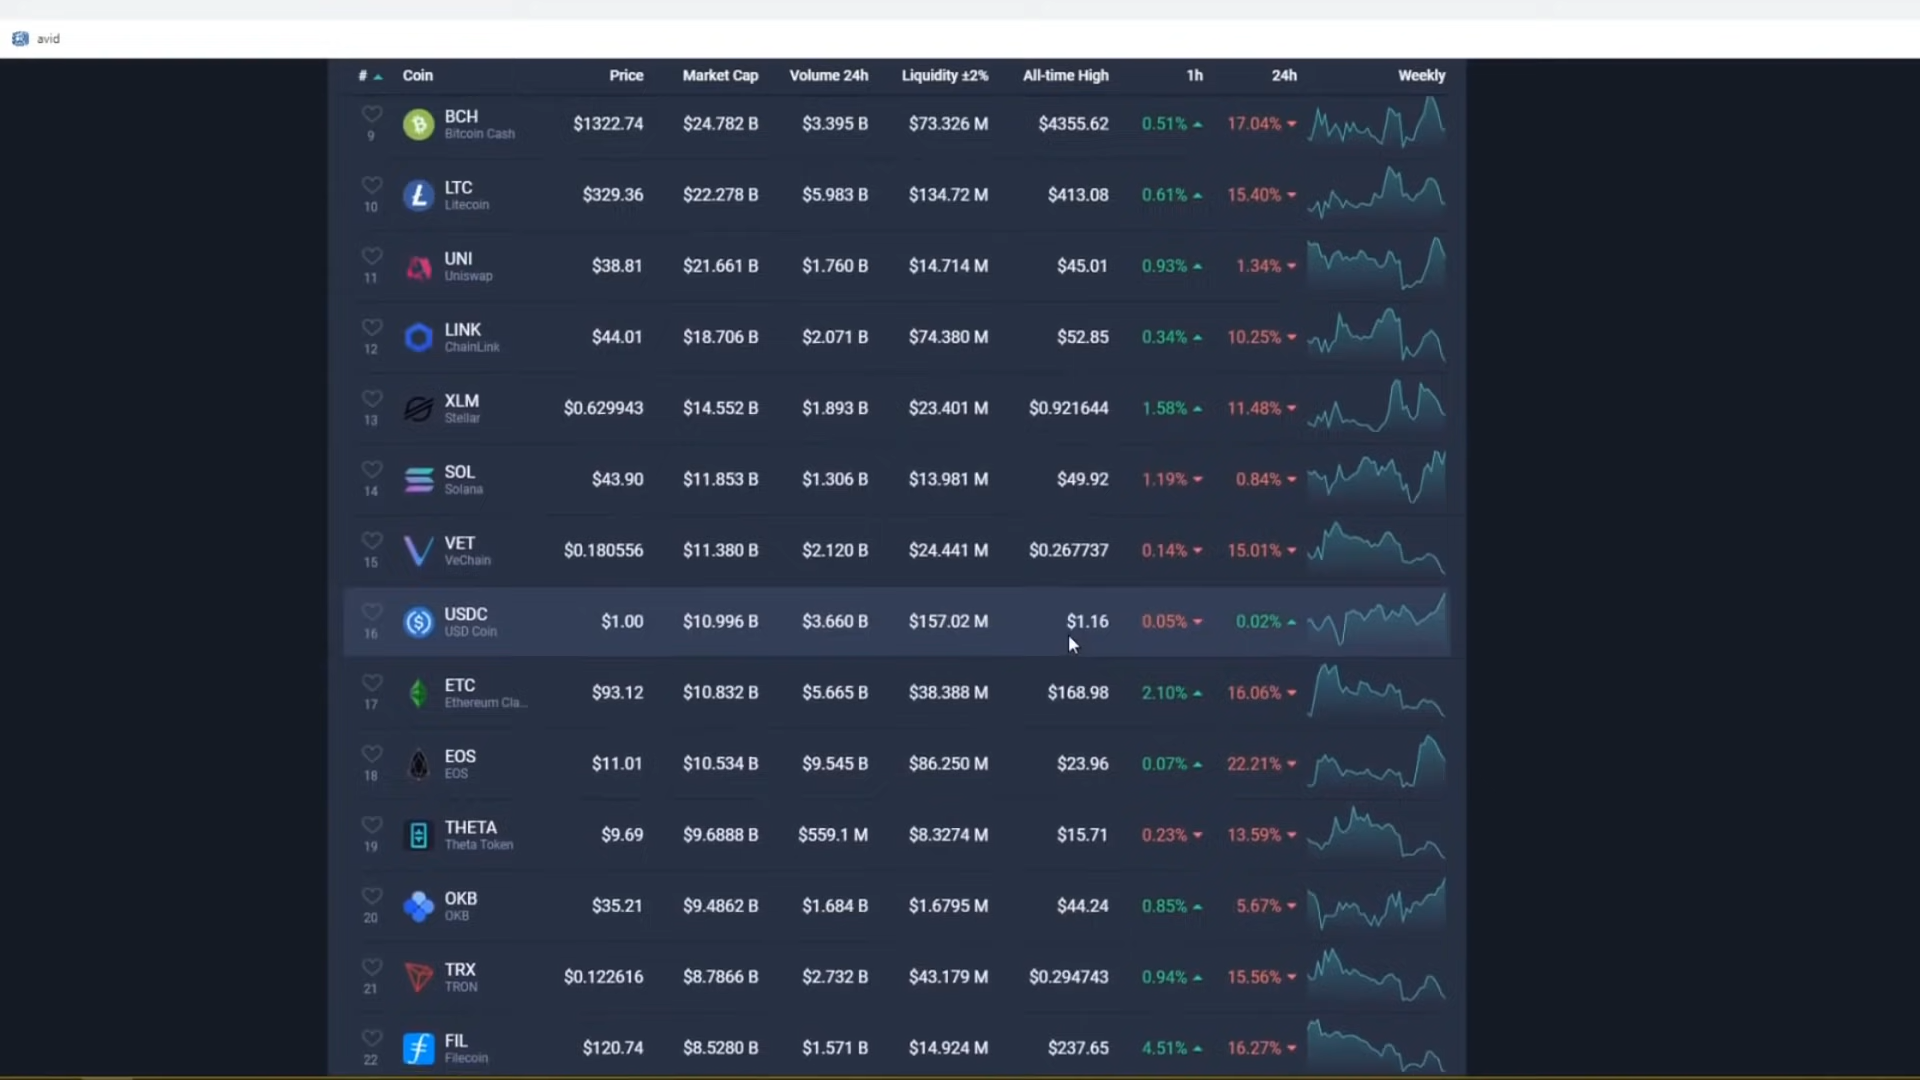 avid
# Coin Price Market Cap Volume 24h Liquidity ±2% All-time High 1h 24h Weekly
9 BCH Bitcoin Cash $1322.74 $24.782 B $3.395 B $73.326 M $4355.62 0.51% 17.04%
10 LTC Litecoin $329.36 $22.278 B $5.983 B $134.72 M $413.08 0.61% 15.40%
11 UNI Uniswap $38.81 $21.661 B $1.760 B $14.714 M $45.01 0.93% 1.34%
12 LINK ChainLink $44.01 $18.706 B $2.071 B $74.380 M $52.85 0.34% 10.25%
13 XLM Stellar $0.629943 $14.552 B $1.893 B $23.401 M $0.921644 1.58% 11.48%
14 SOL Solana $43.90 $11.853 B $1.306 B $13.981 M $49.92 1.19% 0.84%
15 VET VeChain $0.180556 $11.380 B $2.120 B $24.441 M $0.267737 0.14% 15.01%
16 USDC USD Coin $1.00 $10.996 B $3.660 B $157.02 M $1.16 0.05% 0.02%
17 ETC Ethereum Cla... $93.12 $10.832 B $5.665 B $38.388 M $168.98 2.10% 16.06%
18 EOS EOS $11.01 $10.534 B $9.545 B $86.250 M $23.96 0.07% 22.21%
19 THETA Theta Token $9.69 $9.6888 B $559.1 M $8.3274 M $15.71 0.23% 13.59%
20 OKB OKB $35.21 $9.4862 B $1.684 B $1.6795 M $44.24 0.85% 5.67%
21 TRX TRON $0.122616 $8.7866 B $2.732 B $43.179 M $0.294743 0.94% 15.56%
22 FIL Filecoin $120.74 $8.5280 B $1.571 B $14.924 M $237.65 4.51% 16.27%